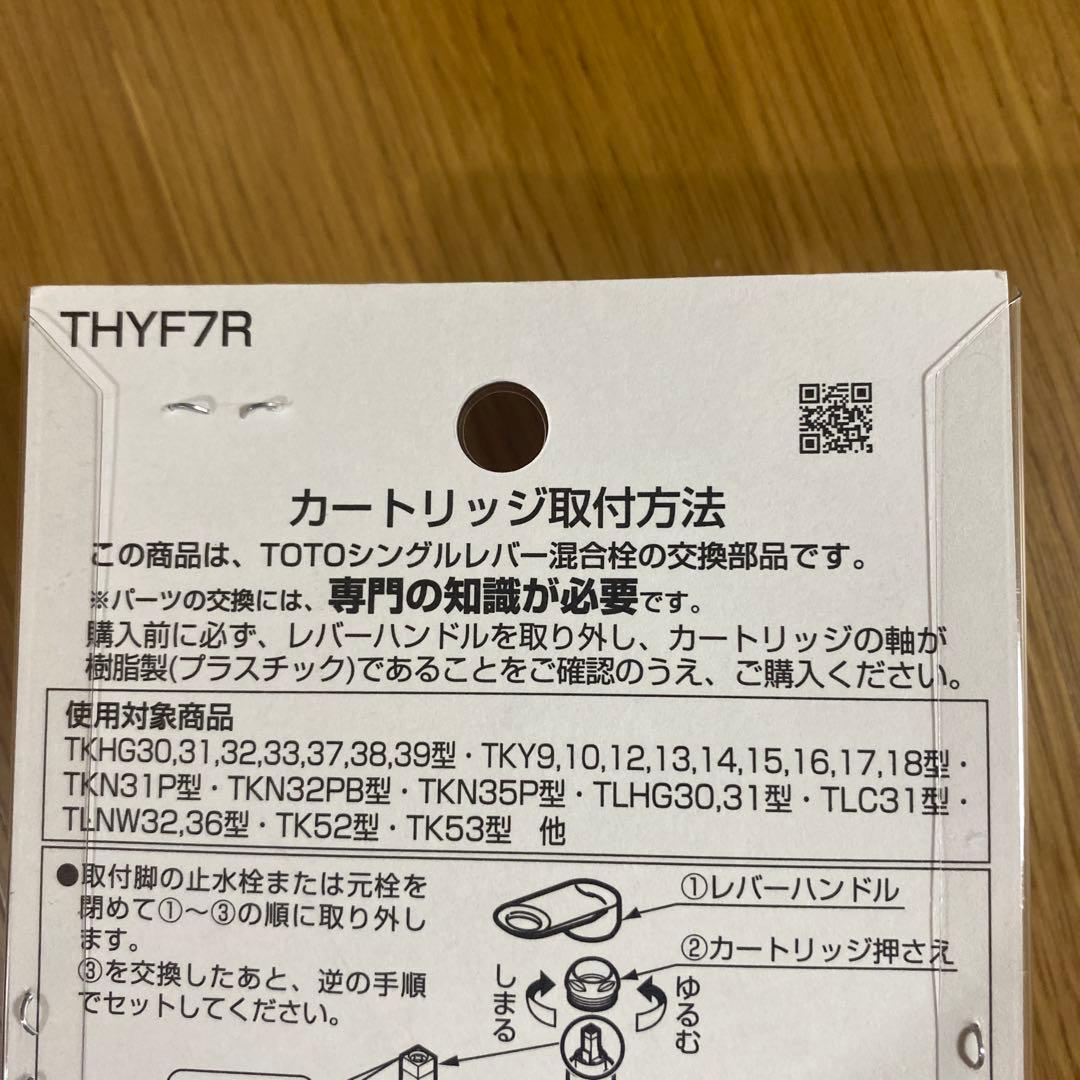 THYF7R
カートリッジ取付方法
この商品は、TOTOシングルレバー混合栓の交換部品です。
※パーツの交換には、専門の知識が必要です。
購入前に必ず、レバーハンドルを取り外し、カートリッジの軸が
樹脂製(プラスチック)であることをご確認のうえ、ご購入ください。
使用対象商品
TKHG30,31,32,33,37,38,39型・TKY9,10,12,13,14,15,16,17,18型・
TKN31P型・TKN32PB型・TKN35P型・TLHG30,31型・TLC31型・
TLNW32,36型・TK52型・TK53型 他
●取付脚の止水栓または元栓を
閉めて①～③の順に取り外し
ます。
③を交換したあと、逆の手順
でセットしてください。
①レバーハンドル
②カートリッジ押さえ
しまる
ゆるむ